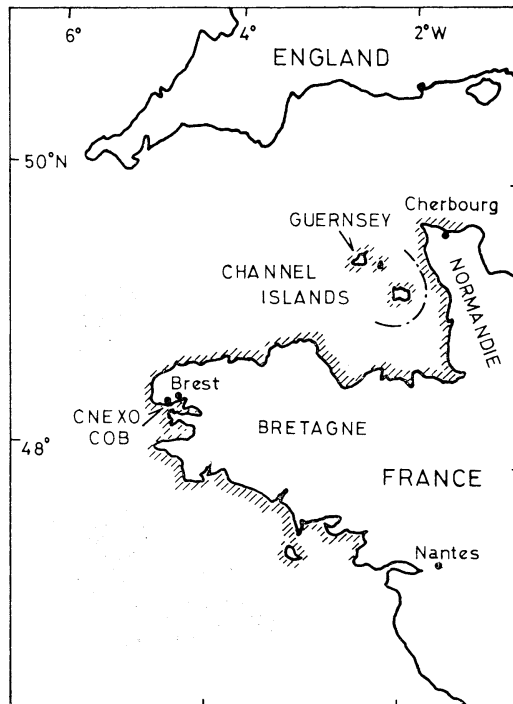 6°
4°
2°W
ENGLAND
50°N
Cherbourg
GUERNSEY
CHANNEL
ISLANDS
NORMANDIE
Brest
CNEXO
COB
BRETAGNE
48°
FRANCE
Nantes